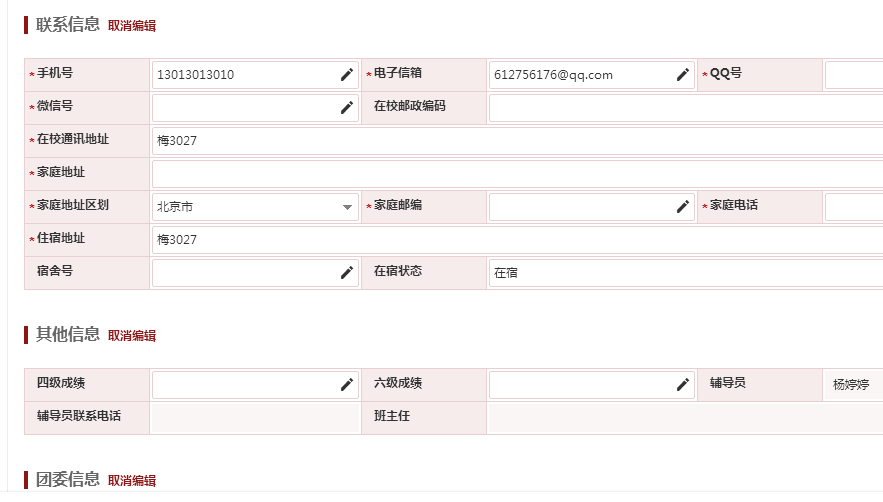 联系信息 取消编辑
*手机号 13013013010 *电子信箱 612756176@qq.com *QQ号
*微信号 在校邮政编码
*在校通讯地址 梅3027
*家庭地址
*家庭地址区划 北京市 *家庭邮编 *家庭电话
*住宿地址 梅3027
宿舍号 在宿状态 在宿
其他信息 取消编辑
四级成绩 六级成绩 辅导员 杨婷婷
辅导员联系电话 班主任
团委信息 取消编辑